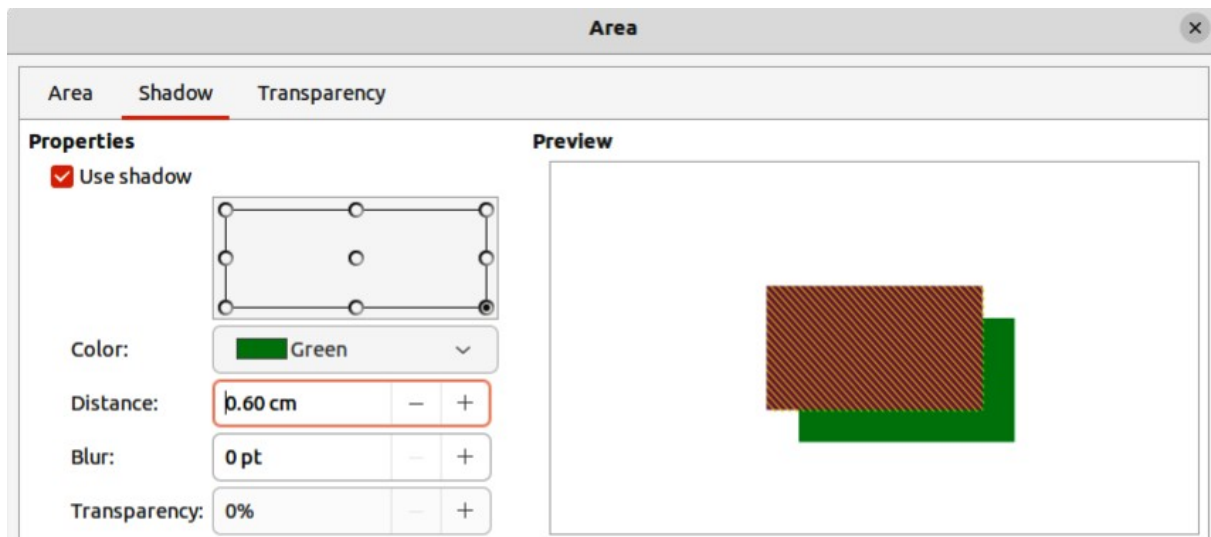 Area
Area Shadow Transparency
Properties
Use shadow
Color: Green
Distance: 0.60 cm
Blur: 0 pt
Transparency: 0%
Preview